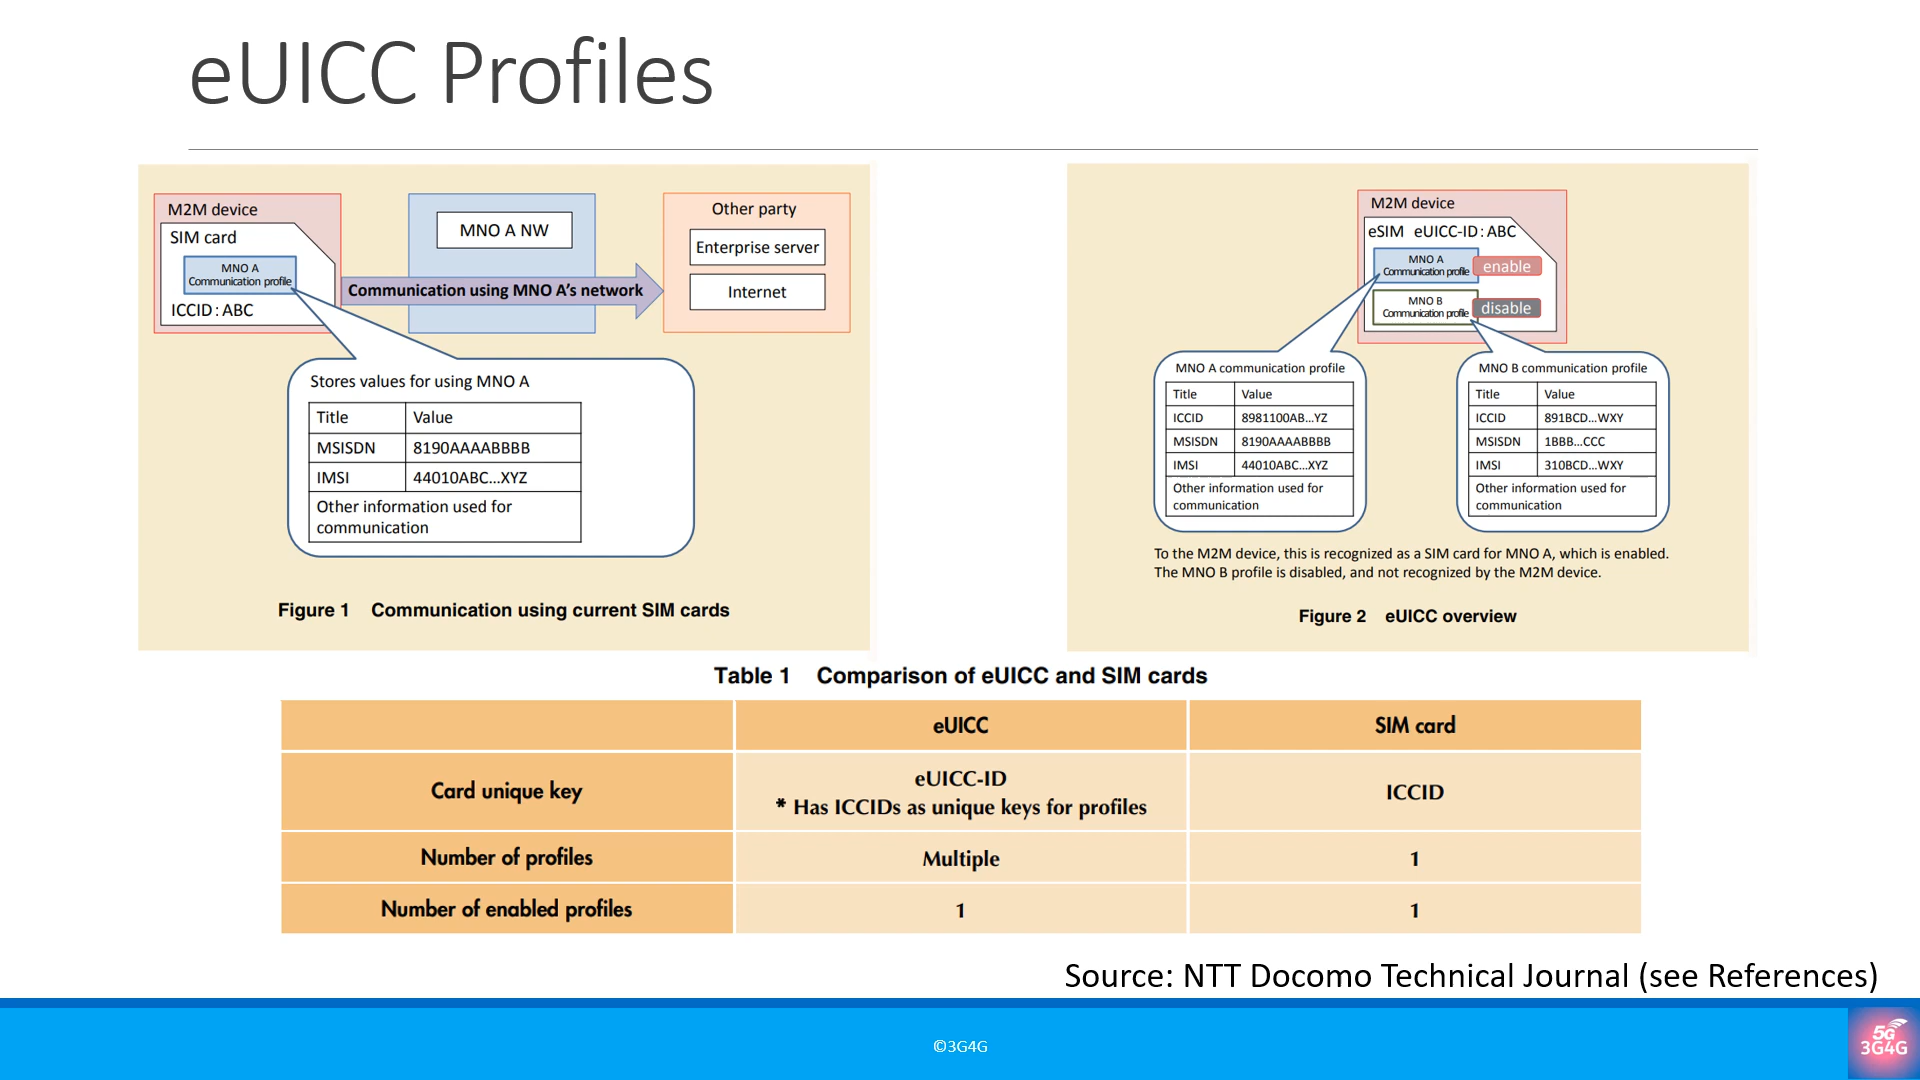 eUICC Profiles
M2M device
SIM card
MNO A
Communication profile
ICCID : ABC
MNO A NW
Communication using MNO A's network
Other party
Enterprise server
Internet
Stores values for using MNO A
Title Value
MSISDN 8190AAAABBBB
IMSI 44010ABC...XYZ
Other information used for
communication
Figure 1 Communication using current SIM cards
M2M device
eSIM eUICC-ID : ABC
MNO A
Communication profile
enable
MNO B
Communication profile
disable
MNO A communication profile
Title Value
ICCID 8981100AB...YZ
MSISDN 8190AAAABBBB
IMSI 44010ABC...XYZ
Other information used for
communication
MNO B communication profile
Title Value
ICCID 891BCD...WXY
MSISDN 1BBB...CCC
IMSI 310BCD...WXY
Other information used for
communication
To the M2M device, this is recognized as a SIM card for MNO A, which is enabled.
The MNO B profile is disabled, and not recognized by the M2M device.
Figure 2 eUICC overview
Table 1 Comparison of eUICC and SIM cards
eUICC SIM card
Card unique key
eUICC-ID
* Has ICCIDs as unique keys for profiles
ICCID
Number of profiles Multiple 1
Number of enabled profiles 1 1
Source: NTT Docomo Technical Journal (see References)
©3G4G
5G
3G4G